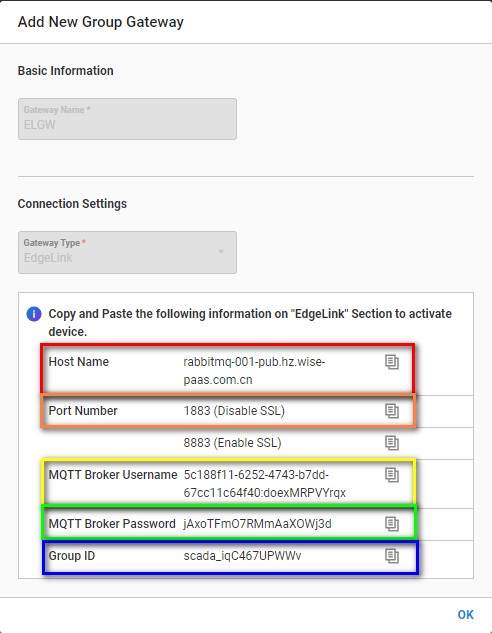 Add New Group Gateway
Basic Information
Gateway Name *
ELGW
Connection Settings
Gateway Type *
EdgeLink
i Copy and Paste the following information on "EdgeLink" Section to activate
device.
Host Name rabbitmq-001-pub.hz.wise-
paas.com.cn
Port Number 1883 (Disable SSL)
8883 (Enable SSL)
MQTT Broker Username 5c188f11-6252-4743-b7dd-
67cc11c64f40:doexMRPVYrqx
MQTT Broker Password jAxoTFmO7RMmAaXOWj3d
Group ID scada_iqC467UPWWv
OK